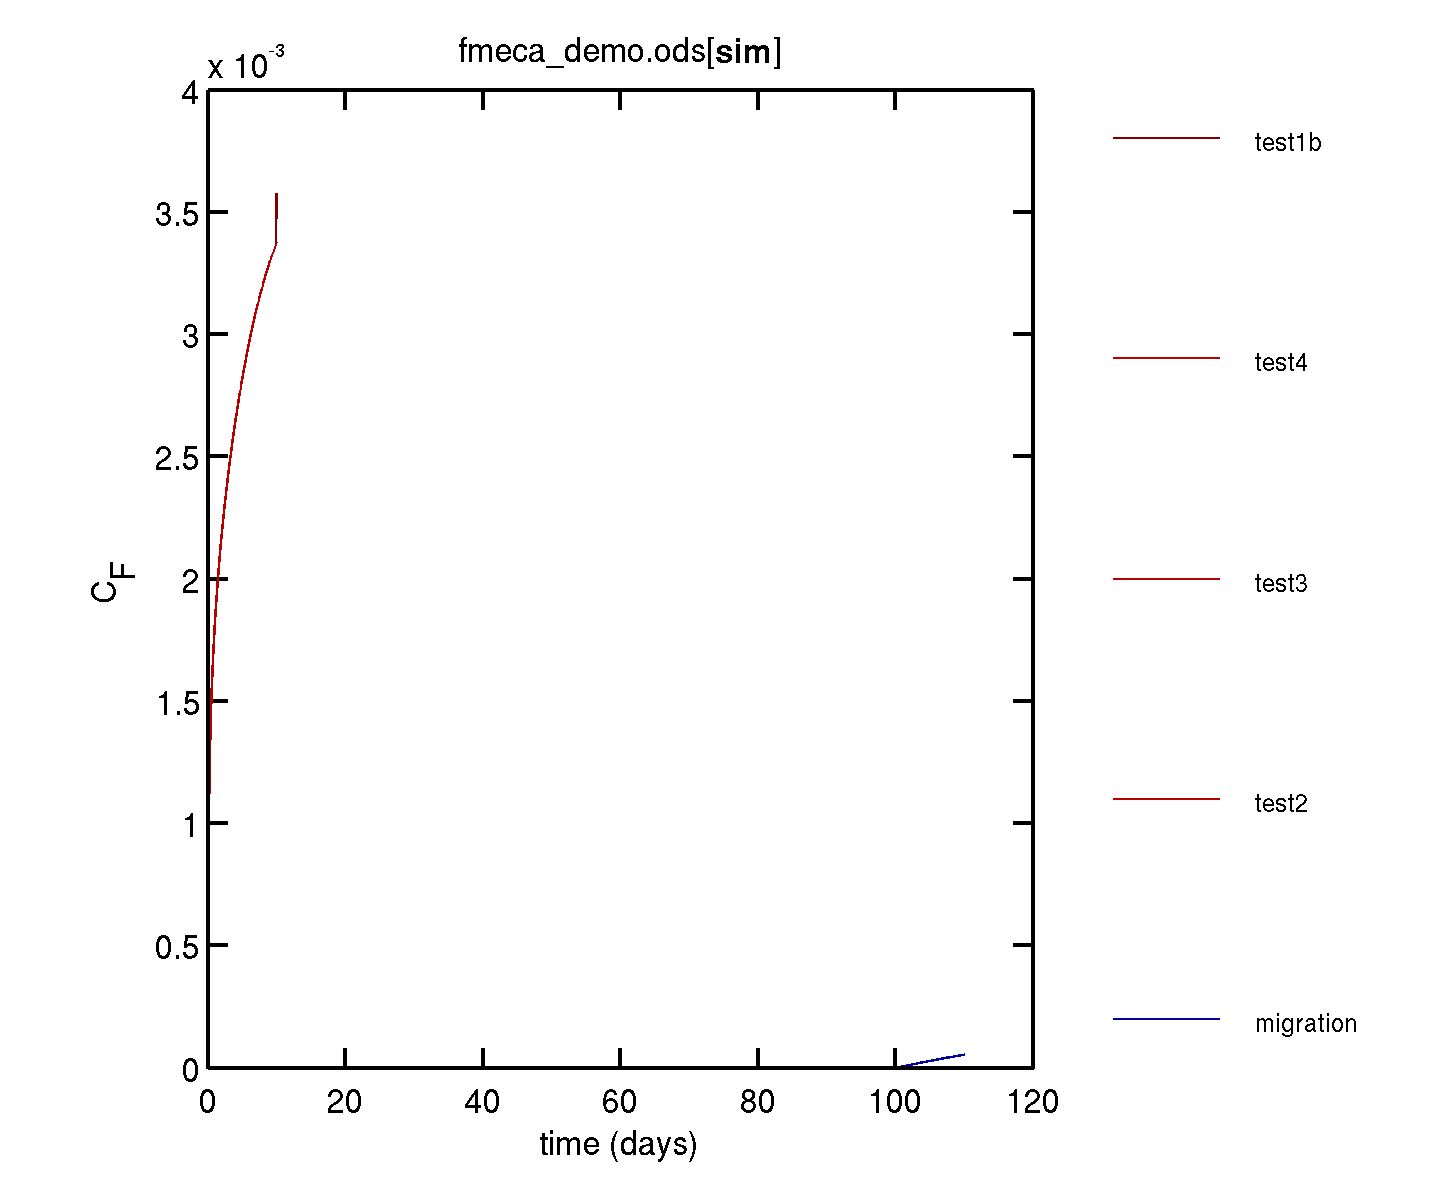 fmeca_demo.ods[sim]
x 10-3
4
3.5
3
2.5
2
1.5
1
0.5
0
CF
0 20 40 60 80 100 120
time (days)
test1b
test4
test3
test2
migration